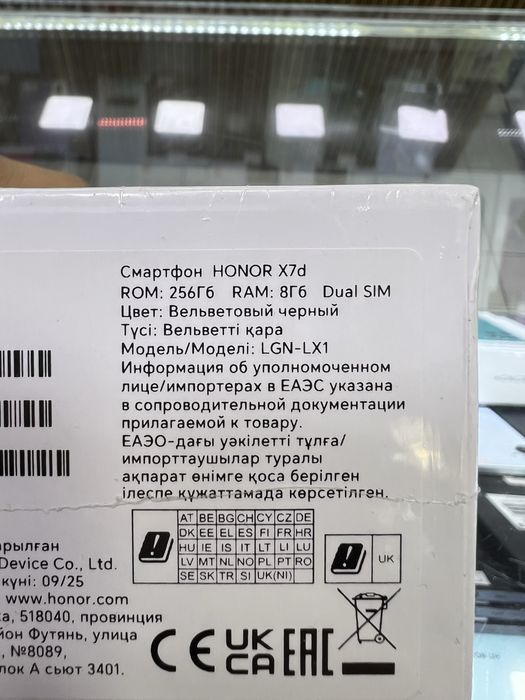 Смартфон HONOR X7d
ROM: 256Гб RAM: 8Гб Dual SIM
Цвет: Вельветовый черный
Түсі: Вельветті қара
Модель/Моделі: LGN-LX1
Информация об уполномоченном
лице/импортерах в ЕАЭС указана
в сопроводительной документации
прилагаемой к товару.
ЕАЭО-дағы уәкілетті тұлға/
импорттаушылар туралы
ақпарат өнімге қоса берілген
ілеспе құжаттамада көрсетілген.
AT BE BG CH CY CZ DE
DK EE EL ES FI FR HR
HU IE IS IT LT LI LU
LV MT NL NO PL PT RO
SE SK TR SI UK(NI)
UK
арылған
Device Co., Ltd.
күні: 09/25
www.honor.com
а, 518040, провинция
йон Футянь, улица
, №8089,
лок А сьют 3401.
CE UK CA EAC